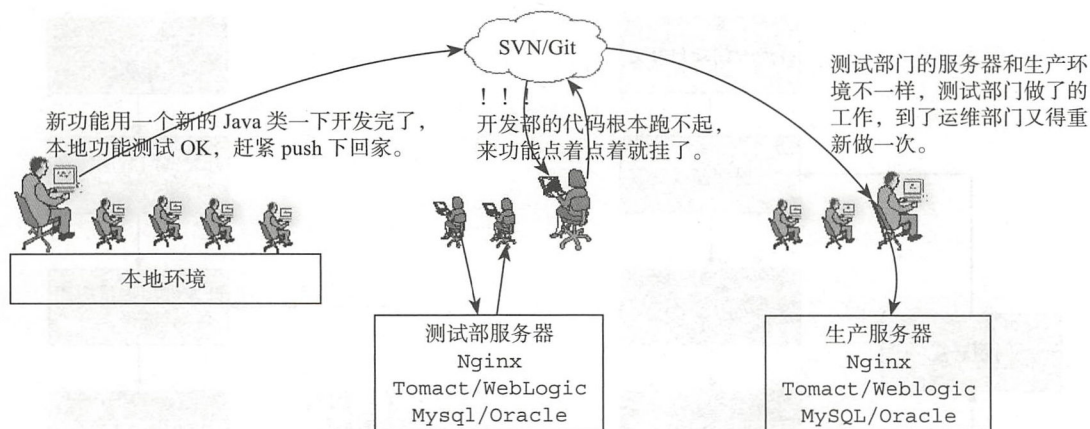 SVN/Git
新功能用一个新的 Java 类一下开发完了，
本地功能测试 OK，赶紧 push 下回家。
！！！
开发部的代码根本跑不起，
来功能点着点着就挂了。
测试部门的服务器和生产环
境不一样，测试部门做了的
工作，到了运维部门又得重
新做一次。
本地环境
测试部服务器
Nginx
Tomact/WebLogic
Mysql/Oracle
生产服务器
Nginx
Tomact/Weblogic
MySQL/Oracle